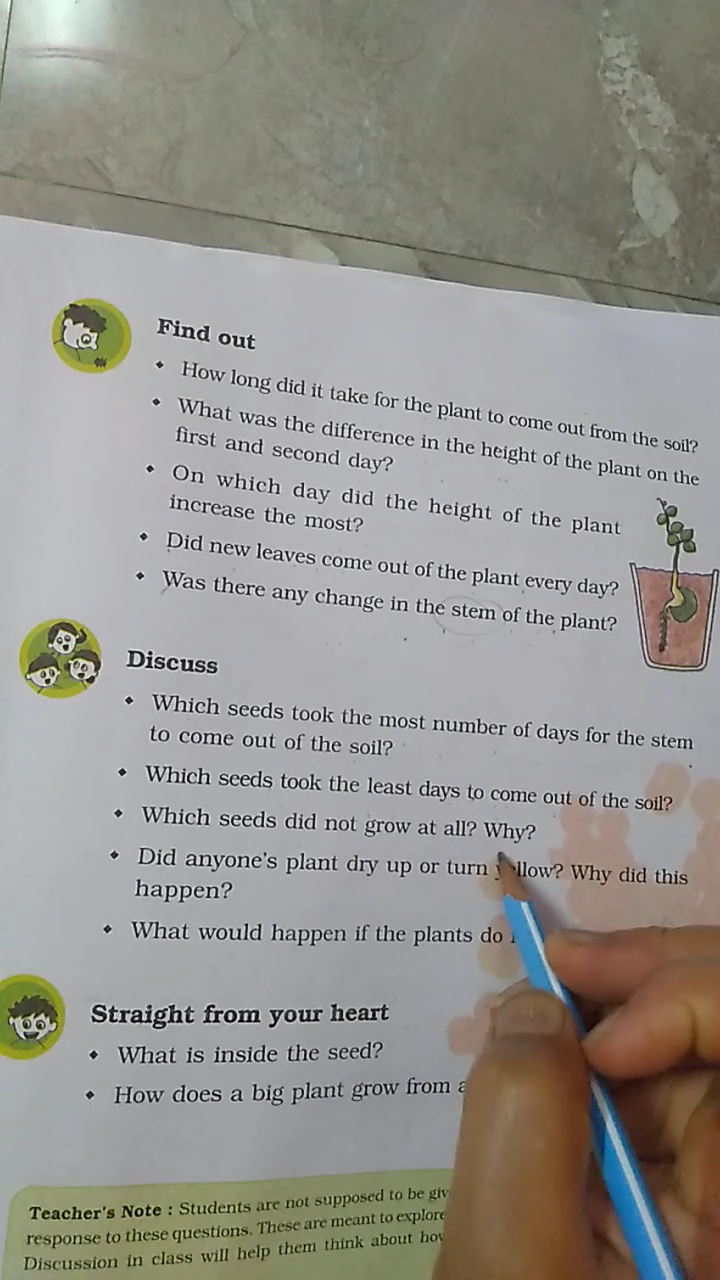 Find out
• How long did it take for the plant to come out from the soil?
• What was the difference in the height of the plant on the
first and second day?
• On which day did the height of the plant
increase the most?
• Did new leaves come out of the plant every day?
• Was there any change in the stem of the plant?
Discuss
• Which seeds took the most number of days for the stem
to come out of the soil?
• Which seeds took the least days to come out of the soil?
• Which seeds did not grow at all? Why?
• Did anyone's plant dry up or turn yellow? Why did this
happen?
• What would happen if the plants do
Straight from your heart
• What is inside the seed?
• How does a big plant grow from a
Teacher's Note : Students are not supposed to be
response to these questions. These are meant to explore
Discussion in class will help them think about